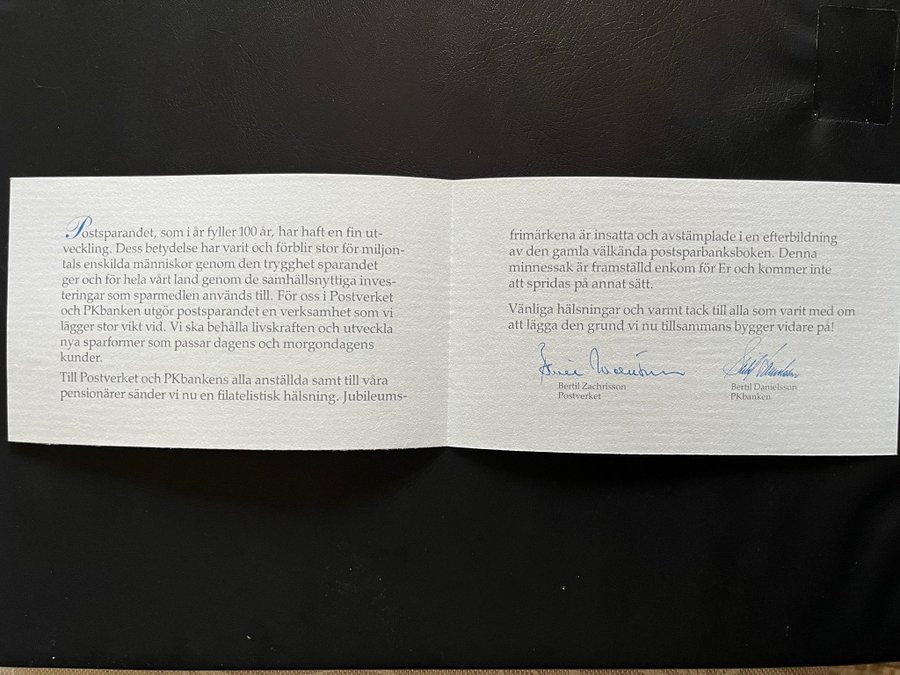 Postsparandet, som i år fyller 100 år, har haft en fin ut-
veckling. Dess betydelse har varit och förblir stor för miljon-
tals enskilda människor genom den trygghet sparandet
ger och för hela vårt land genom de samhällsnyttiga inves-
teringar som sparmedlen används till. För oss i Postverket
och PKbanken utgör postsparandet en verksamhet som vi
lägger stor vikt vid. Vi ska behålla livskraften och utveckla
nya sparformer som passar dagens och morgondagens
kunder.
Till Postverket och PKbankens alla anställda samt till våra
pensionärer sänder vi nu en filatelistisk hälsning. Jubileums-
frimärkena är insatta och avstämplade i en efterbildning
av den gamla välkända postsparbanksboken. Denna
minnessak är framställd enkom för Er och kommer inte
att spridas på annat sätt.
Vänliga hälsningar och varmt tack till alla som varit med om
att lägga den grund vi nu tillsammans bygger vidare på!
Bertil Zachrisson
Postverket
Bertil Danielsson
PKbanken